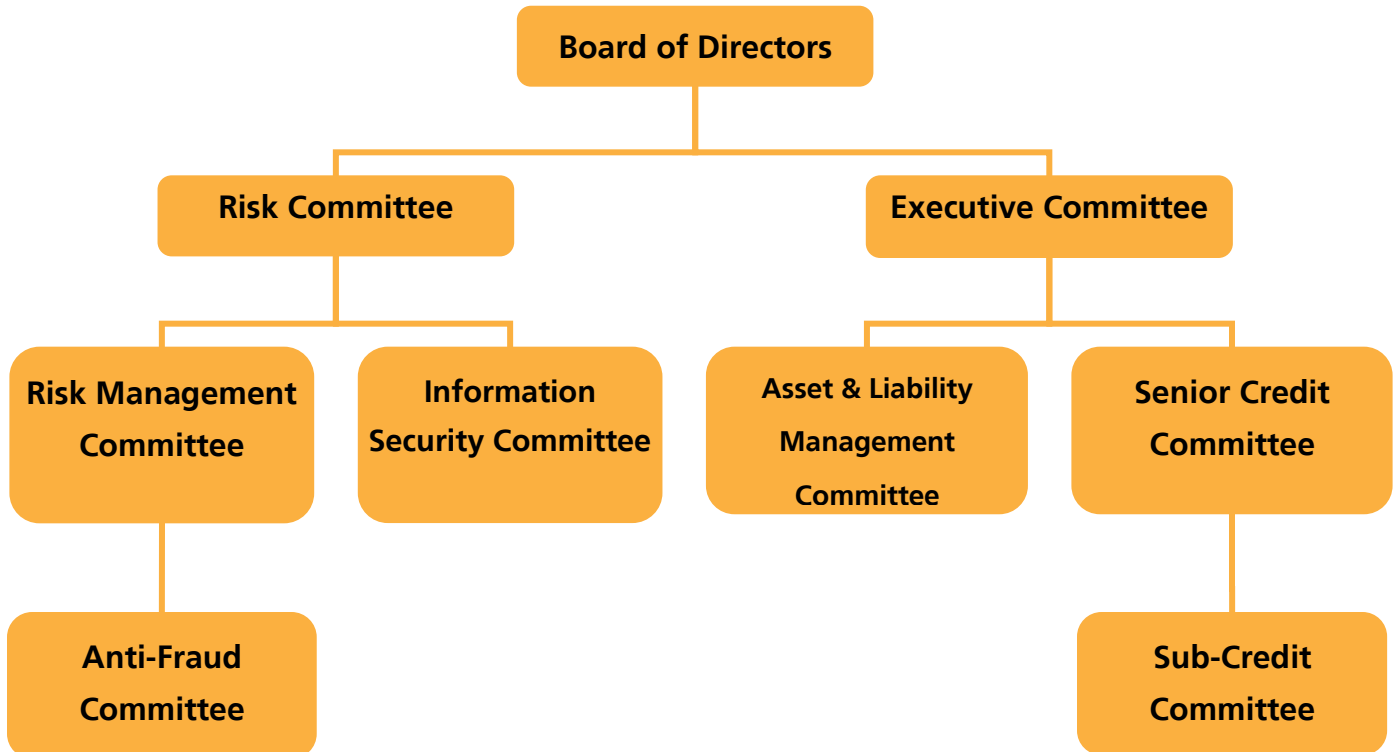 Board of Directors
Risk Committee
Executive Committee
Risk Management
Committee
Information
Security Committee
Asset & Liability
Management
Committee
Senior Credit
Committee
Anti-Fraud
Committee
Sub-Credit
Committee